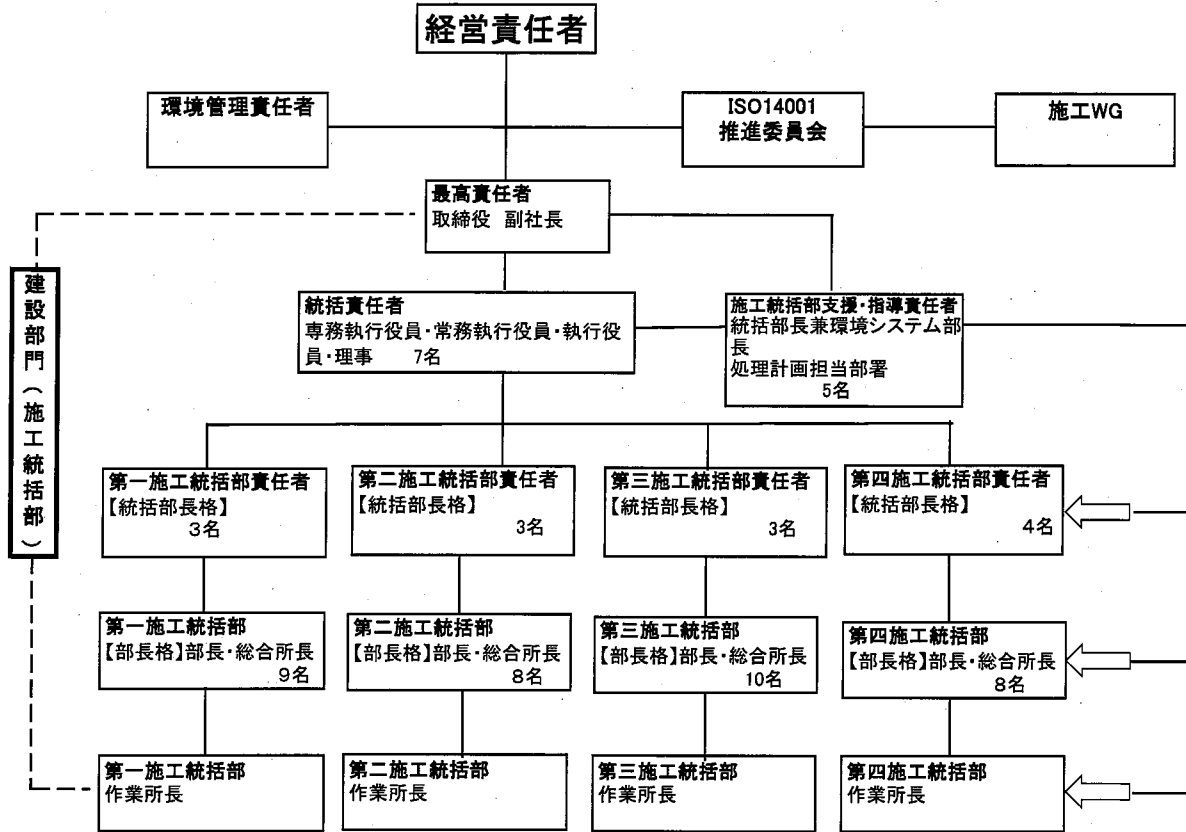 経営責任者
環境管理責任者
ISO14001
推進委員会
施工WG
最高責任者
取締役 副社長
建設部門(施工統括部)
統括責任者
専務執行役員・常務執行役員・執行役
員・理事 7名
施工統括部支援・指導責任者
統括部長兼環境システム部
長
処理計画担当部署
5名
第一施工統括部責任者
【統括部長格】
3名
第二施工統括部責任者
【統括部長格】
3名
第三施工統括部責任者
【統括部長格】
3名
第四施工統括部責任者
【統括部長格】
4名
第一施工統括部
【部長格】部長・総合所長
9名
第二施工統括部
【部長格】部長・総合所長
8名
第三施工統括部
【部長格】部長・総合所長
10名
第四施工統括部
【部長格】部長・総合所長
8名
第一施工統括部
作業所長
第二施工統括部
作業所長
第三施工統括部
作業所長
第四施工統括部
作業所長